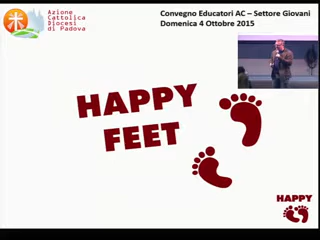 Azione
Cattolica
Diocesi
di Padova
Convegno Educatori AC – Settore Giovani
Domenica 4 Ottobre 2015
HAPPY
FEET
HAPPY